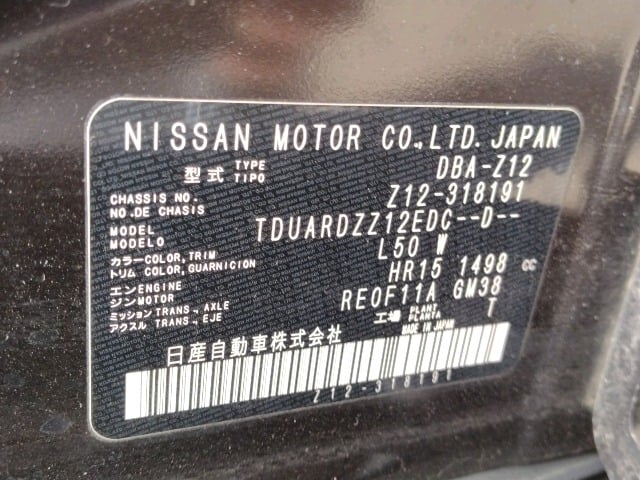 NISSAN MOTOR CO.,LTD. JAPAN
型式 TYPE TIPO DBA-Z12
CHASSIS NO. NO.DE CHASIS Z12-318191
MODEL MODELO TDUARDZZ12EDC--D--
カラー COLOR,TRIM トリム COLOR,GUARNICION L50 W
エンジン ENGINE MOTOR HR15 1498 cc
ミッション アクスル TRANS., AXLE TRANS., EJE RE0F11A GM38
工場 PLANT PLANTA T
日産自動車株式会社 MADE IN JAPAN
Z12-318191